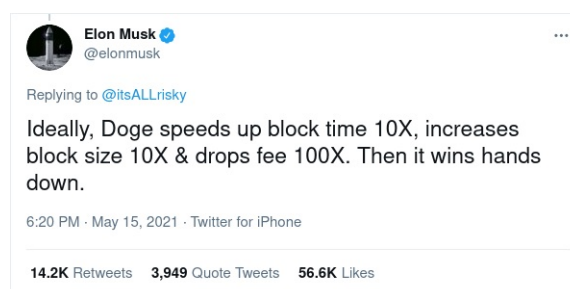 Elon Musk
@elonmusk
Replying to @itsALLrisky
Ideally, Doge speeds up block time 10X, increases
block size 10X & drops fee 100X. Then it wins hands
down.
6:20 PM · May 15, 2021 · Twitter for iPhone
14.2K Retweets 3,949 Quote Tweets 56.6K Likes